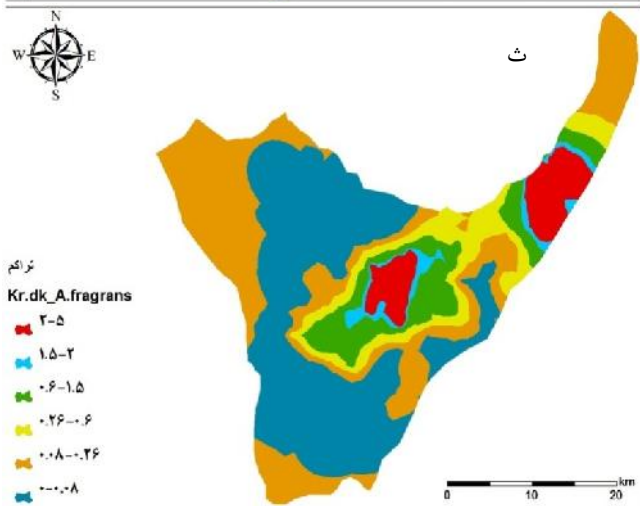 N
W E
S
ث
تراکم
Kr.dk_A.fragrans
۲-۵
۱.۵-۲
۰.۶-۱.۵
۰.۲۶-۰.۶
۰.۰۸-۰.۲۶
۰-۰.۰۸
km
0 10 20